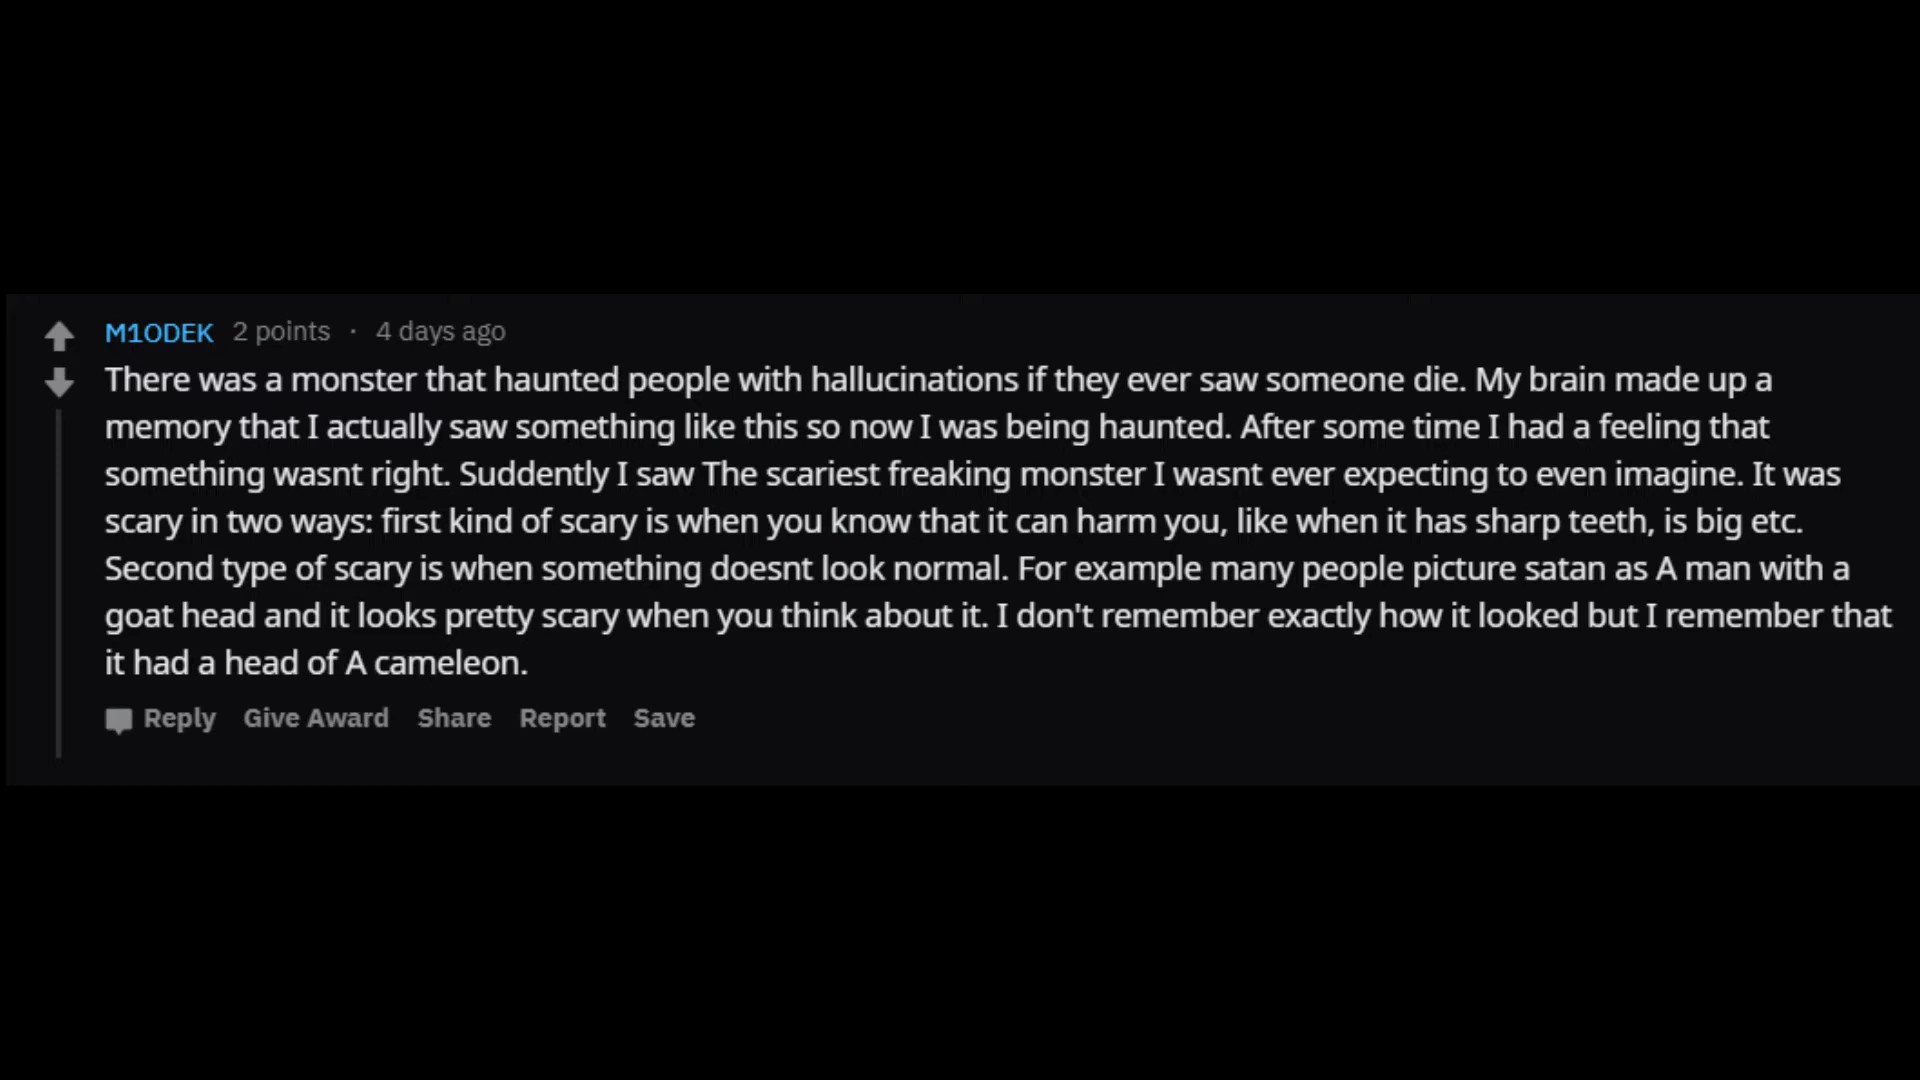 M1ODEK 2 points · 4 days ago
There was a monster that haunted people with hallucinations if they ever saw someone die. My brain made up a
memory that I actually saw something like this so now I was being haunted. After some time I had a feeling that
something wasnt right. Suddently I saw The scariest freaking monster I wasnt ever expecting to even imagine. It was
scary in two ways: first kind of scary is when you know that it can harm you, like when it has sharp teeth, is big etc.
Second type of scary is when something doesnt look normal. For example many people picture satan as A man with a
goat head and it looks pretty scary when you think about it. I don't remember exactly how it looked but I remember that
it had a head of A cameleon.
Reply Give Award Share Report Save